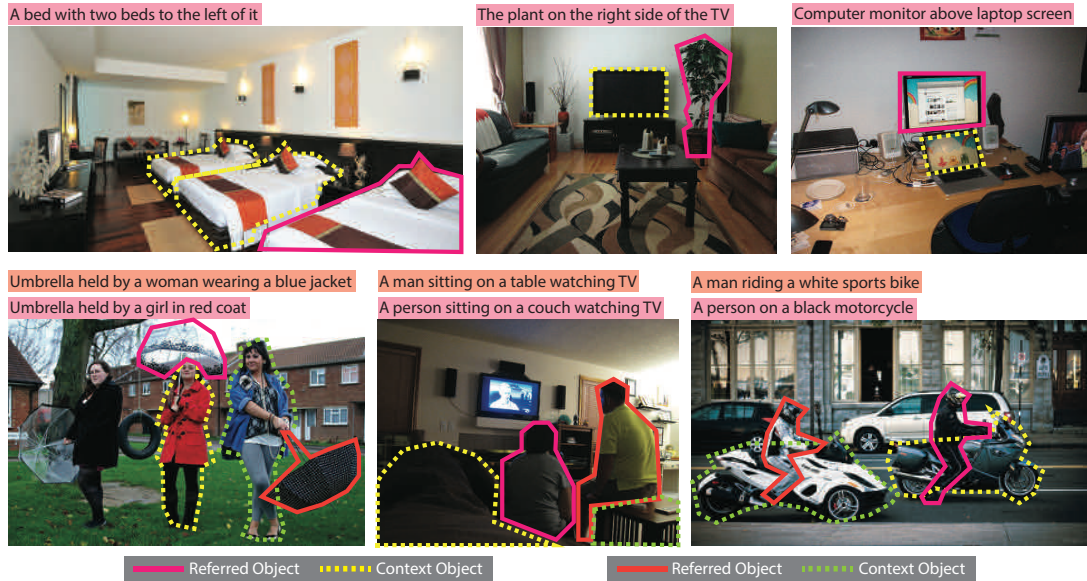 A bed with two beds to the left of it
The plant on the right side of the TV
Computer monitor above laptop screen
Umbrella held by a woman wearing a blue jacket
Umbrella held by a girl in red coat
A man sitting on a table watching TV
A person sitting on a couch watching TV
A man riding a white sports bike
A person on a black motorcycle
Referred Object
Context Object
Referred Object
Context Object